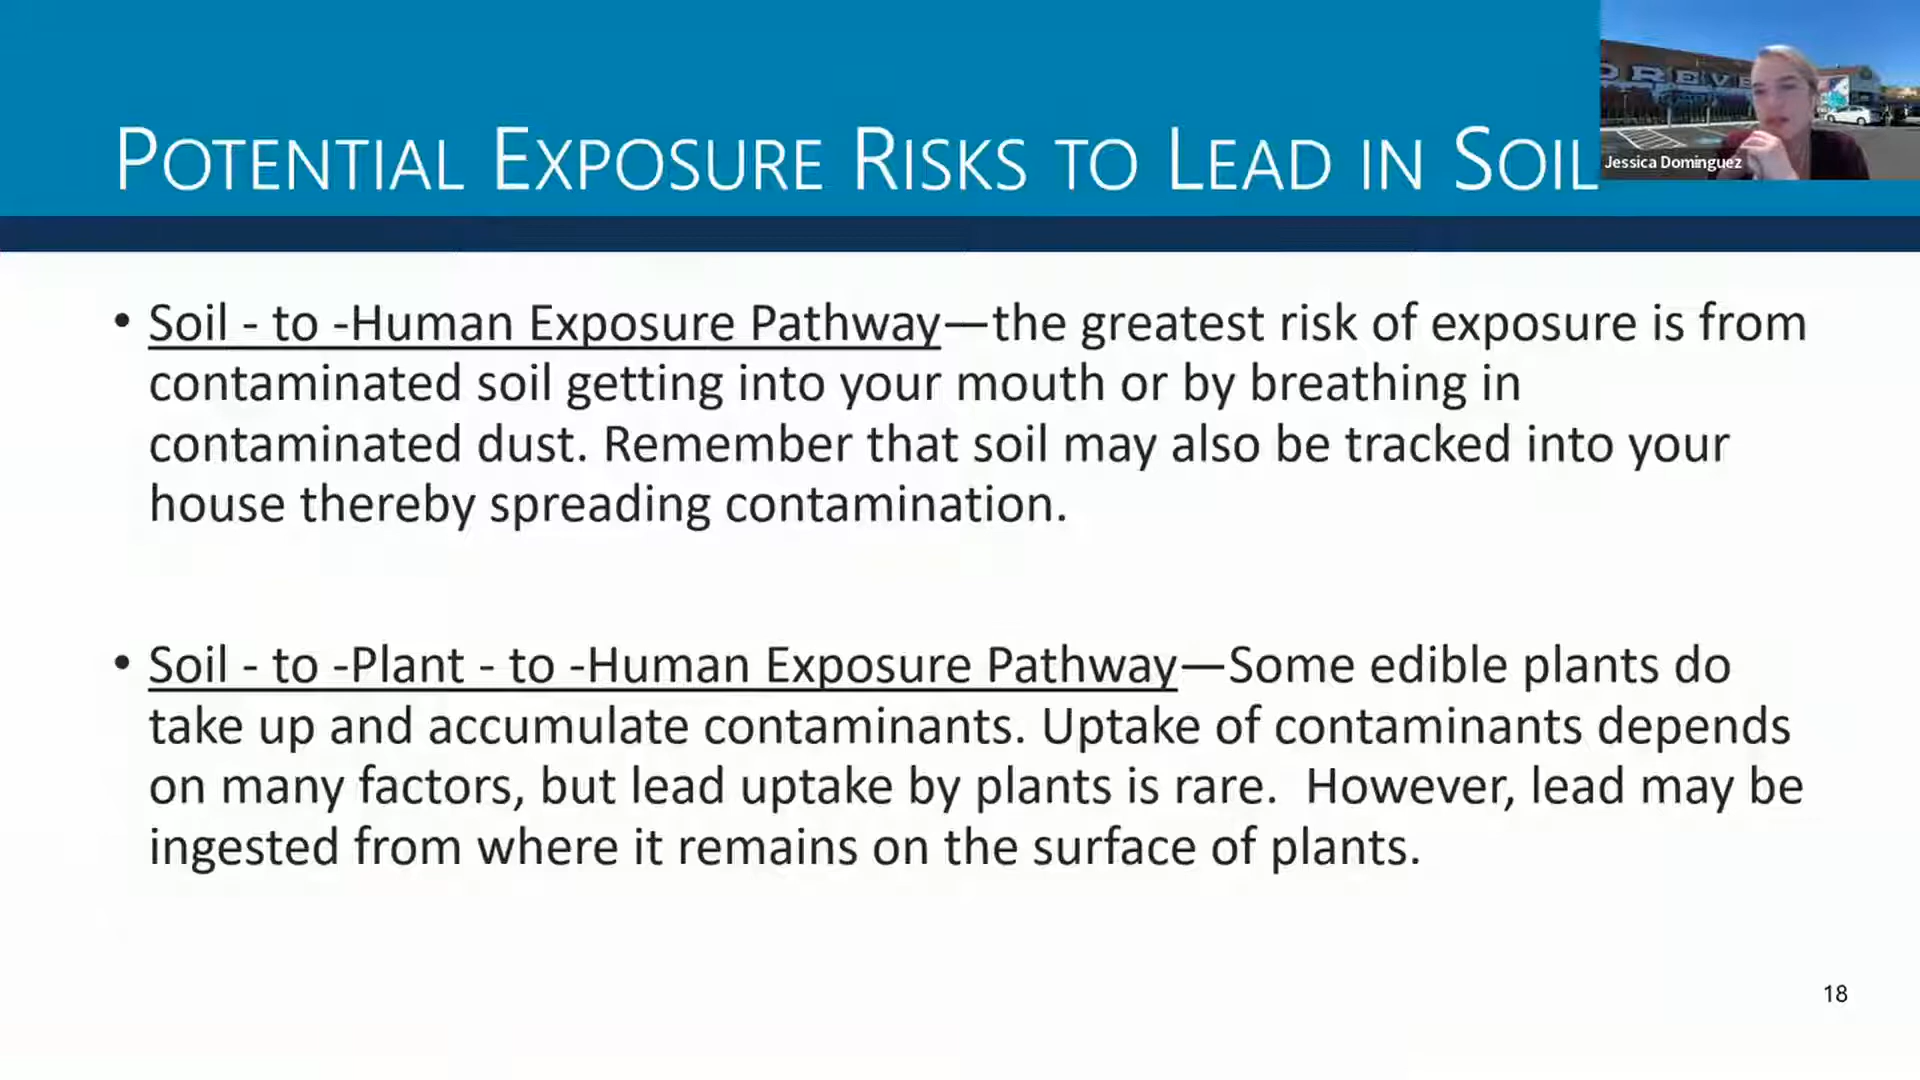 OREVE
Jessica Dominguez
POTENTIAL EXPOSURE RISKS TO LEAD IN SOIL
• Soil - to -Human Exposure Pathway—the greatest risk of exposure is from
contaminated soil getting into your mouth or by breathing in
contaminated dust. Remember that soil may also be tracked into your
house thereby spreading contamination.
• Soil - to -Plant - to -Human Exposure Pathway—Some edible plants do
take up and accumulate contaminants. Uptake of contaminants depends
on many factors, but lead uptake by plants is rare.  However, lead may be
ingested from where it remains on the surface of plants.
18